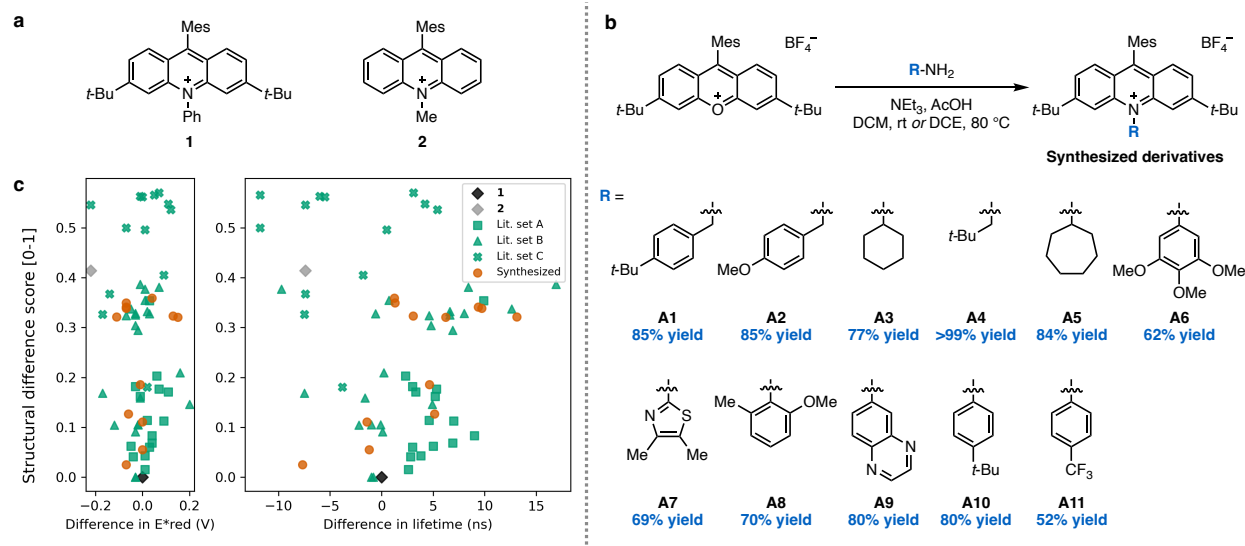 a
Mes
t-Bu
N
+
t-Bu
Ph
1
Mes
N
+
Me
2
b
Mes
BF4−
t-Bu
O
+
t-Bu
R-NH2
NEt3, AcOH
DCM, rt or DCE, 80 °C
Mes
BF4−
t-Bu
N
+
t-Bu
R
Synthesized derivatives
R =
t-Bu
A1
85% yield
MeO
A2
85% yield
A3
77% yield
t-Bu
A4
>99% yield
A5
84% yield
MeO
OMe
OMe
A6
62% yield
N
S
Me
Me
A7
69% yield
Me
OMe
A8
70% yield
N
N
A9
80% yield
t-Bu
A10
80% yield
CF3
A11
52% yield
c
Structural difference score [0-1]
0.5
0.4
0.3
0.2
0.1
0.0
−0.2
0.0
0.2
Difference in E*red (V)
1
2
Lit. set A
Lit. set B
Lit. set C
Synthesized
−10
−5
0
5
10
15
Difference in lifetime (ns)